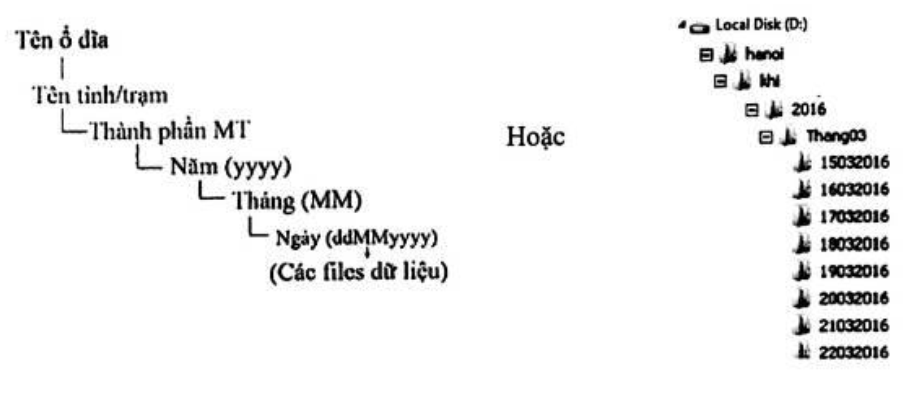 Tên ổ đĩa
Tên tỉnh/trạm
Thành phần MT
Năm (yyyy)
Tháng (MM)
Ngày (ddMMyyyy)
(Các files dữ liệu)
Hoặc
Local Disk (D:)
hanoi
khi
2016
Thang03
15032016
16032016
17032016
18032016
19032016
20032016
21032016
22032016